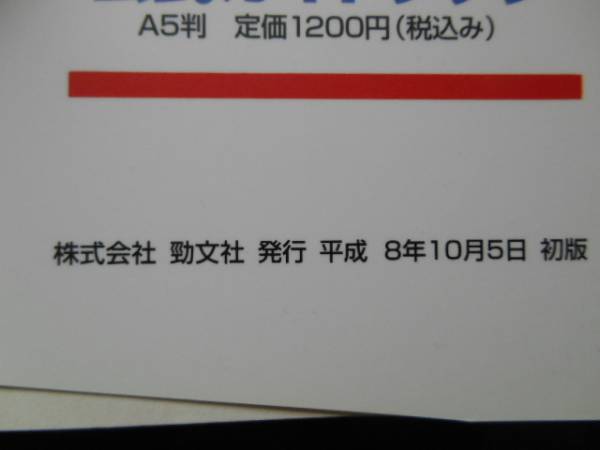 A5判 定価1200円(税込み)
株式会社 勁文社 発行 平成 8年10月5日 初版